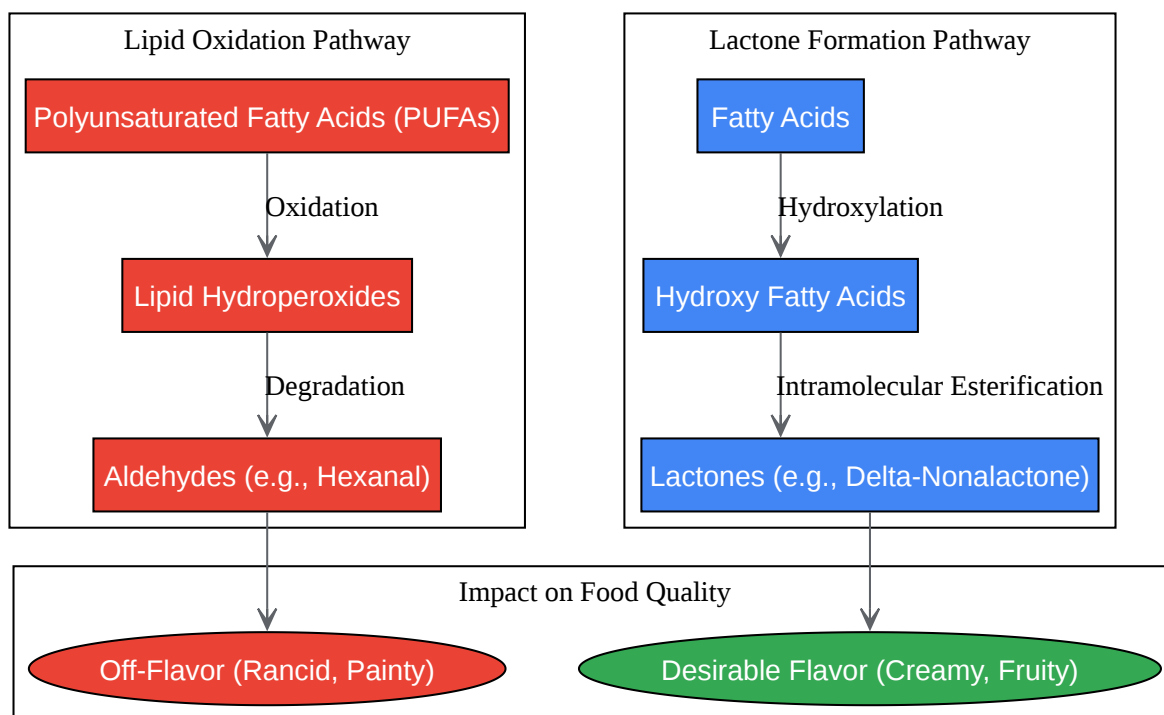 Lipid Oxidation Pathway
Polyunsaturated Fatty Acids (PUFAs)
Oxidation
Lipid Hydroperoxides
Degradation
Aldehydes (e.g., Hexanal)
Lactone Formation Pathway
Fatty Acids
Hydroxylation
Hydroxy Fatty Acids
Intramolecular Esterification
Lactones (e.g., Delta-Nonalactone)
Impact on Food Quality
Off-Flavor (Rancid, Painty)
Desirable Flavor (Creamy, Fruity)